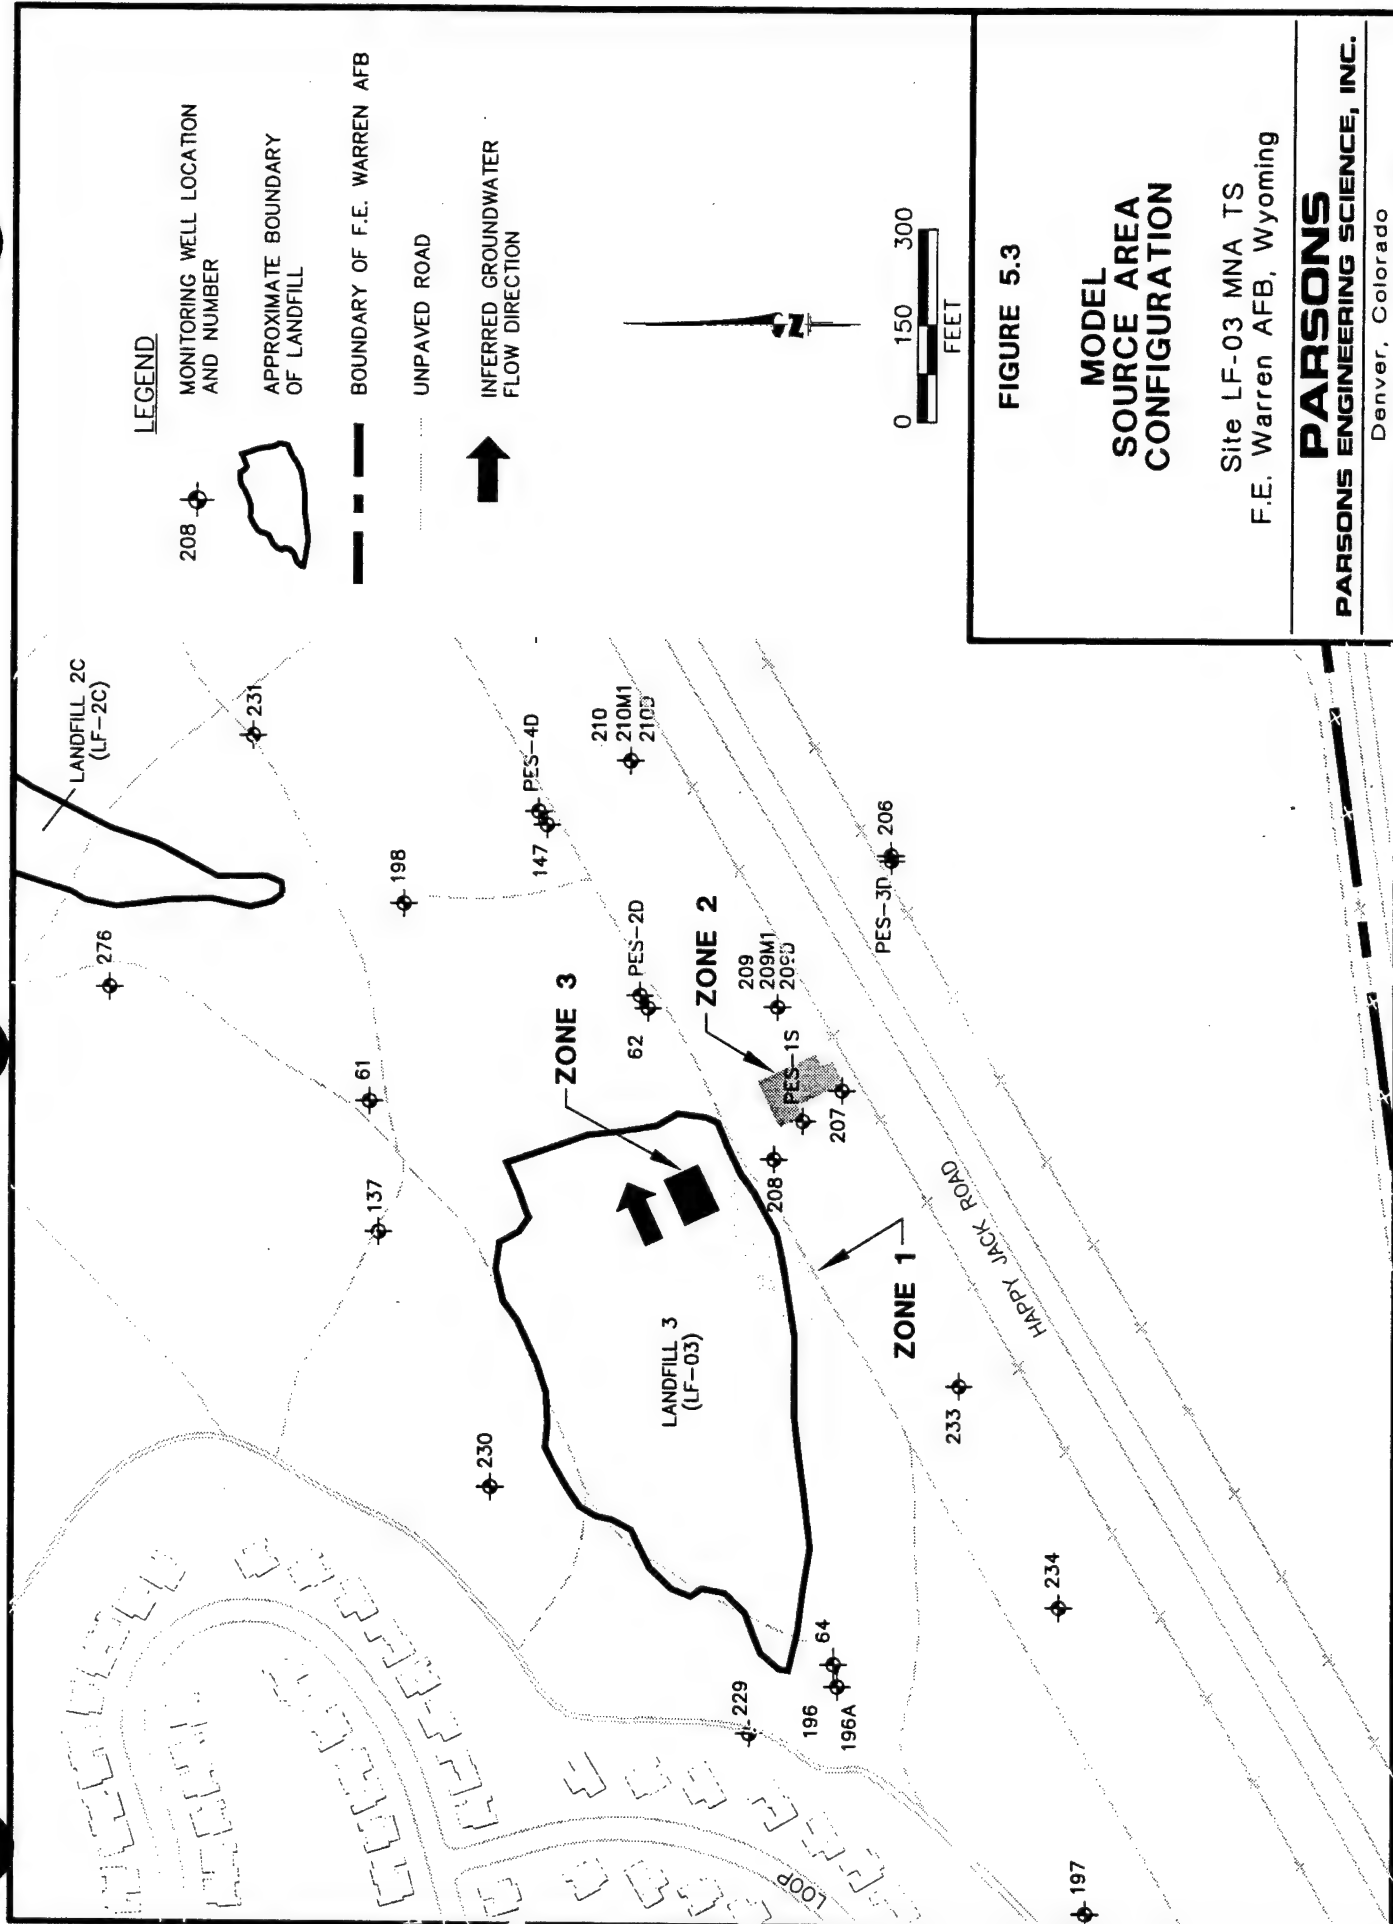 LEGEND
208
MONITORING WELL LOCATION
AND NUMBER
APPROXIMATE BOUNDARY
OF LANDFILL
BOUNDARY OF F.E. WARREN AFB
UNPAVED ROAD
INFERRED GROUNDWATER
FLOW DIRECTION
N
0 150 300
FEET
FIGURE 5.3
MODEL
SOURCE AREA
CONFIGURATION
Site LF-03 MNA TS
F.E. Warren AFB, Wyoming
PARSONS
PARSONS ENGINEERING SCIENCE, INC.
Denver, Colorado
LANDFILL 2C
(LF-2C)
231
276
198
61
137
PES-4D
147
210
210M1
210D
PES-2D
62
ZONE 3
ZONE 2
209
209M1
209D
PES-1S
207
208
206
PES-3D
230
LANDFILL 3
(LF-03)
ZONE 1
HAPPY JACK ROAD
233
234
229
64
196
196A
LOOP
197